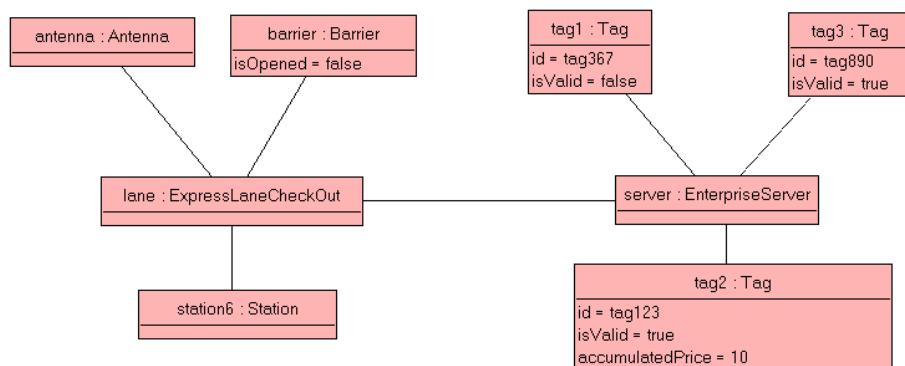 antenna : Antenna
barrier : Barrier
isOpened = false
tag1 : Tag
id = tag367
isValid = false
tag3 : Tag
id = tag890
isValid = true
lane : ExpressLaneCheckOut
server : EnterpriseServer
station6 : Station
tag2 : Tag
id = tag123
isValid = true
accumulatedPrice = 10